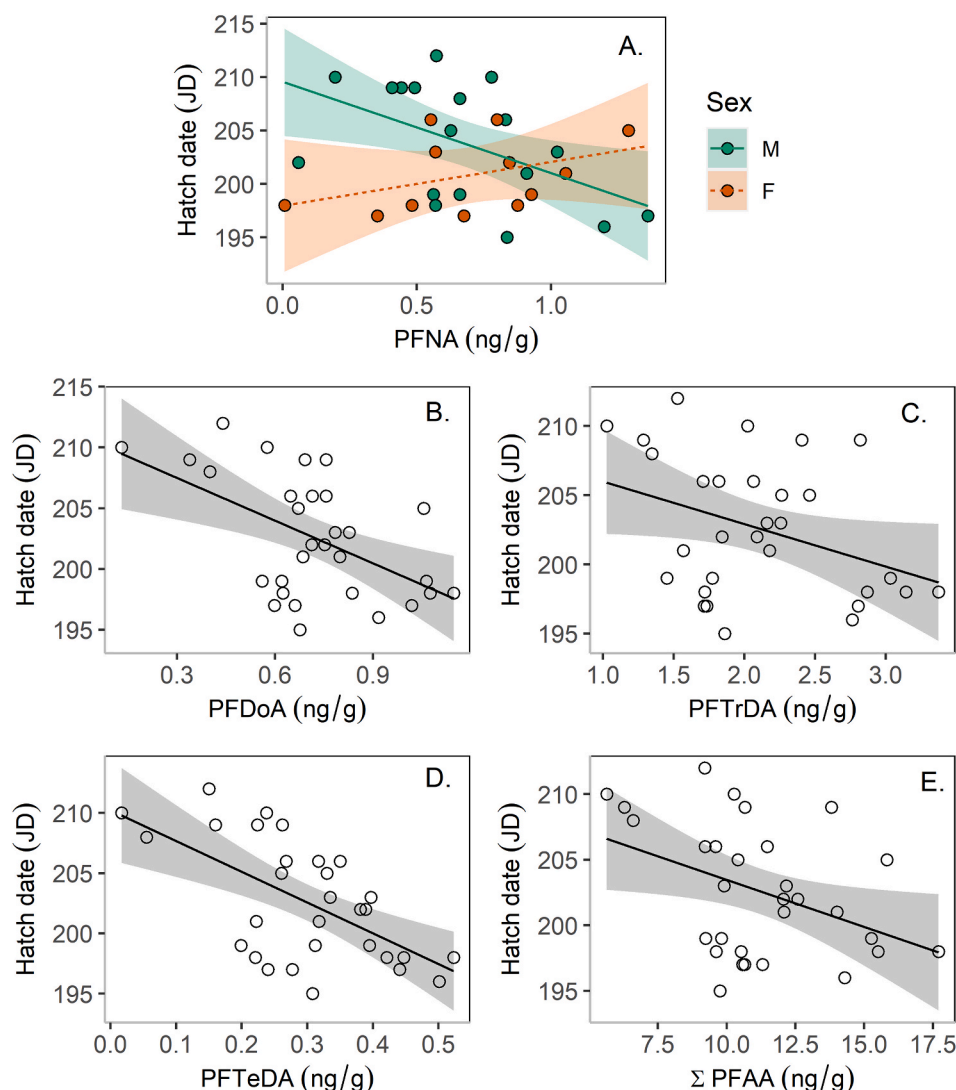 A.
215
210
205
200
195
Hatch date (JD)
0.0 0.5 1.0
PFNA (ng/g)
Sex
M
F
B.
215
210
205
200
195
Hatch date (JD)
0.3 0.6 0.9
PFDoA (ng/g)
C.
210
205
200
195
Hatch date (JD)
1.0 1.5 2.0 2.5 3.0
PFTrDA (ng/g)
D.
210
205
200
195
Hatch date (JD)
0.0 0.1 0.2 0.3 0.4 0.5
PFTeDA (ng/g)
E.
210
205
200
195
Hatch date (JD)
7.5 10.0 12.5 15.0 17.5
Σ PFAA (ng/g)